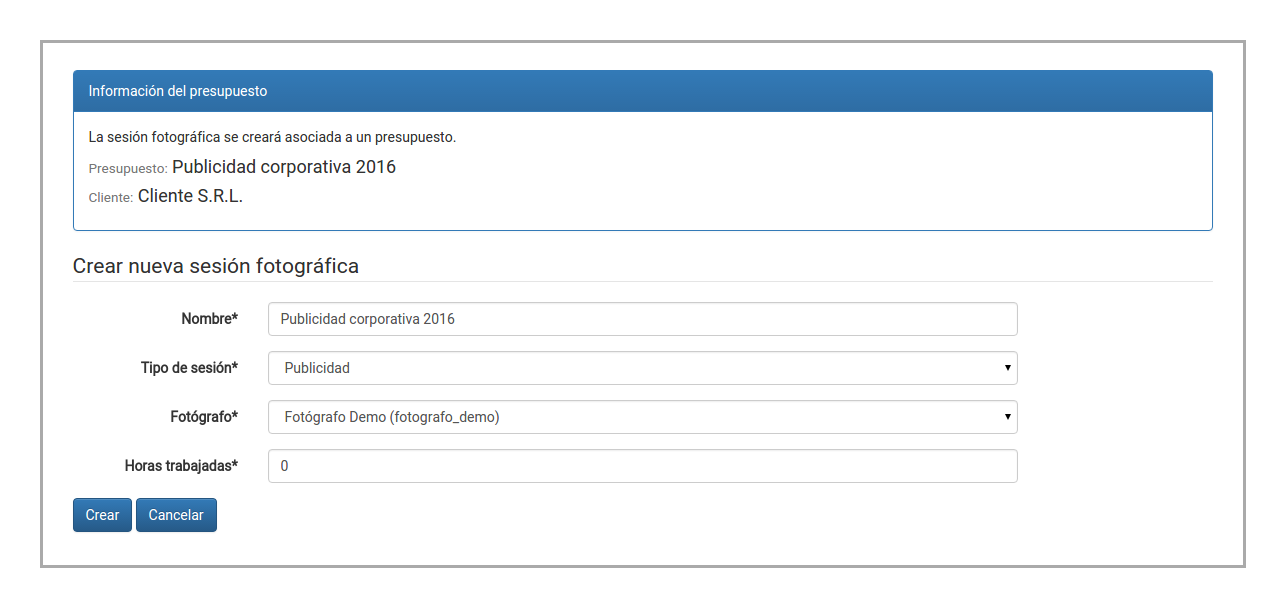 Información del presupuesto
La sesión fotográfica se creará asociada a un presupuesto.
Presupuesto: Publicidad corporativa 2016
Cliente: Cliente S.R.L.
Crear nueva sesión fotográfica
Nombre* Publicidad corporativa 2016
Tipo de sesión* Publicidad
Fotógrafo* Fotógrafo Demo (fotografo_demo)
Horas trabajadas* 0
Crear Cancelar